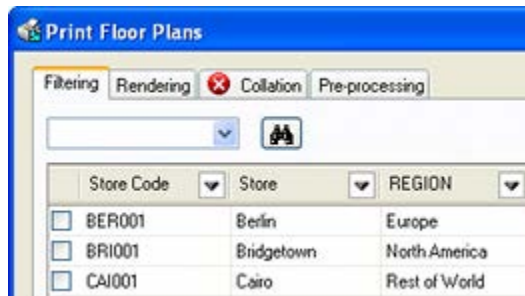 Print Floor Plans
Filtering Rendering Collation Pre-processing
Store Code Store REGION
BER001 Berlin Europe
BRI001 Bridgetown North America
CAI001 Cairo Rest of World